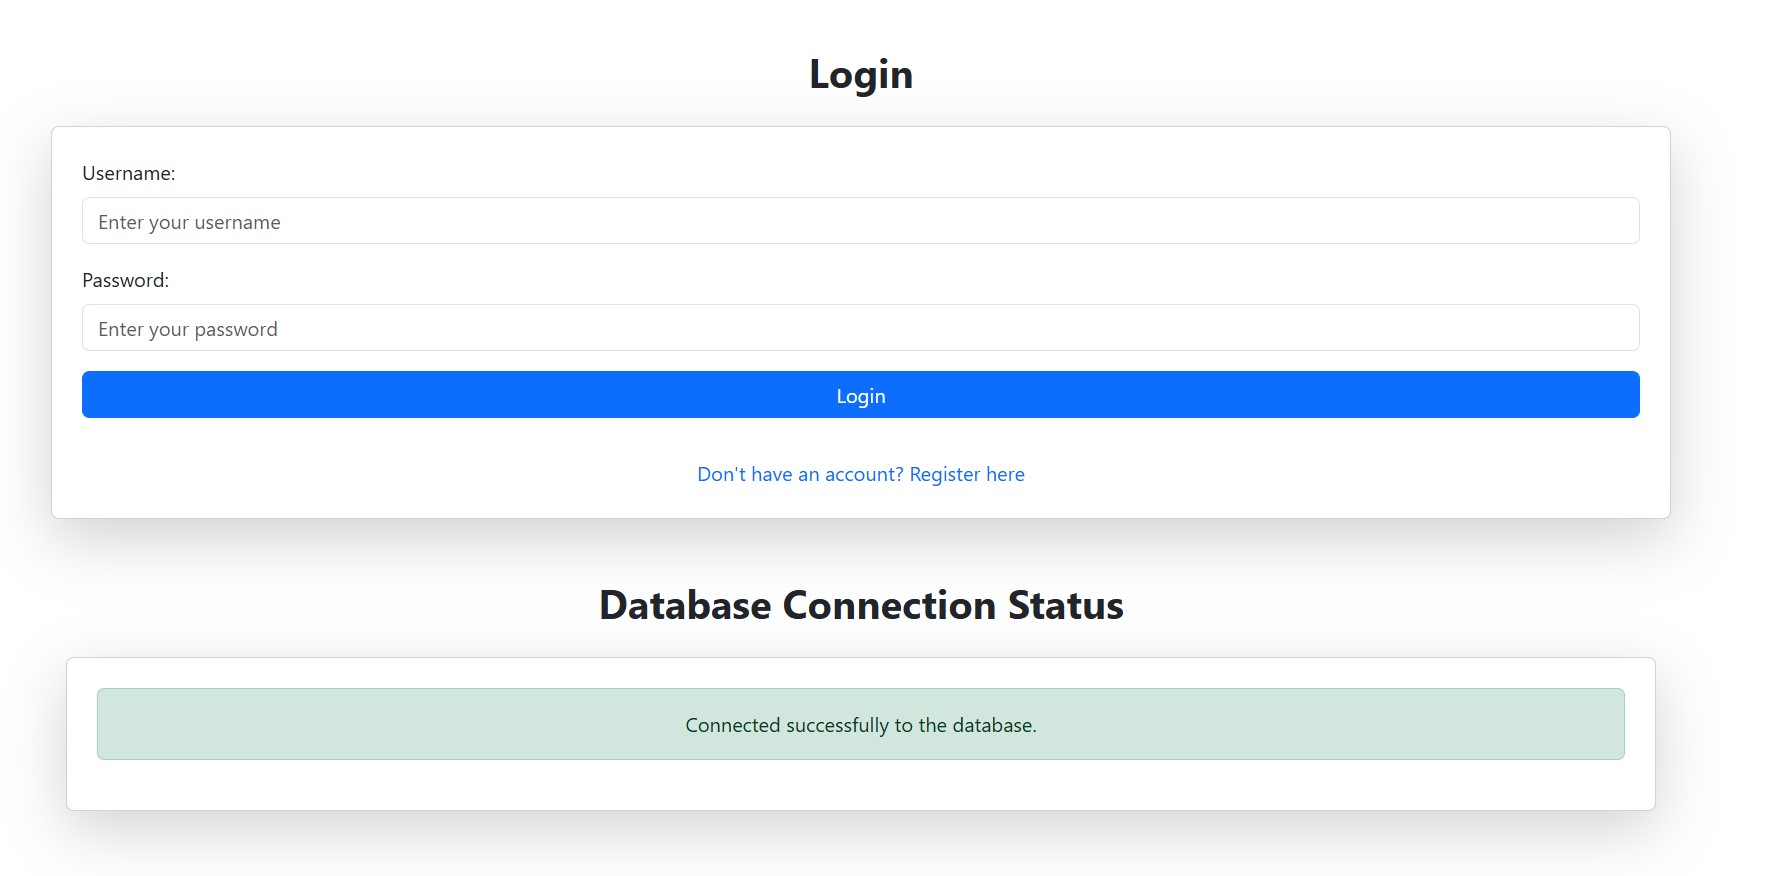 Login
Username:
Enter your username
Password:
Enter your password
Login
Don't have an account? Register here
Database Connection Status
Connected successfully to the database.